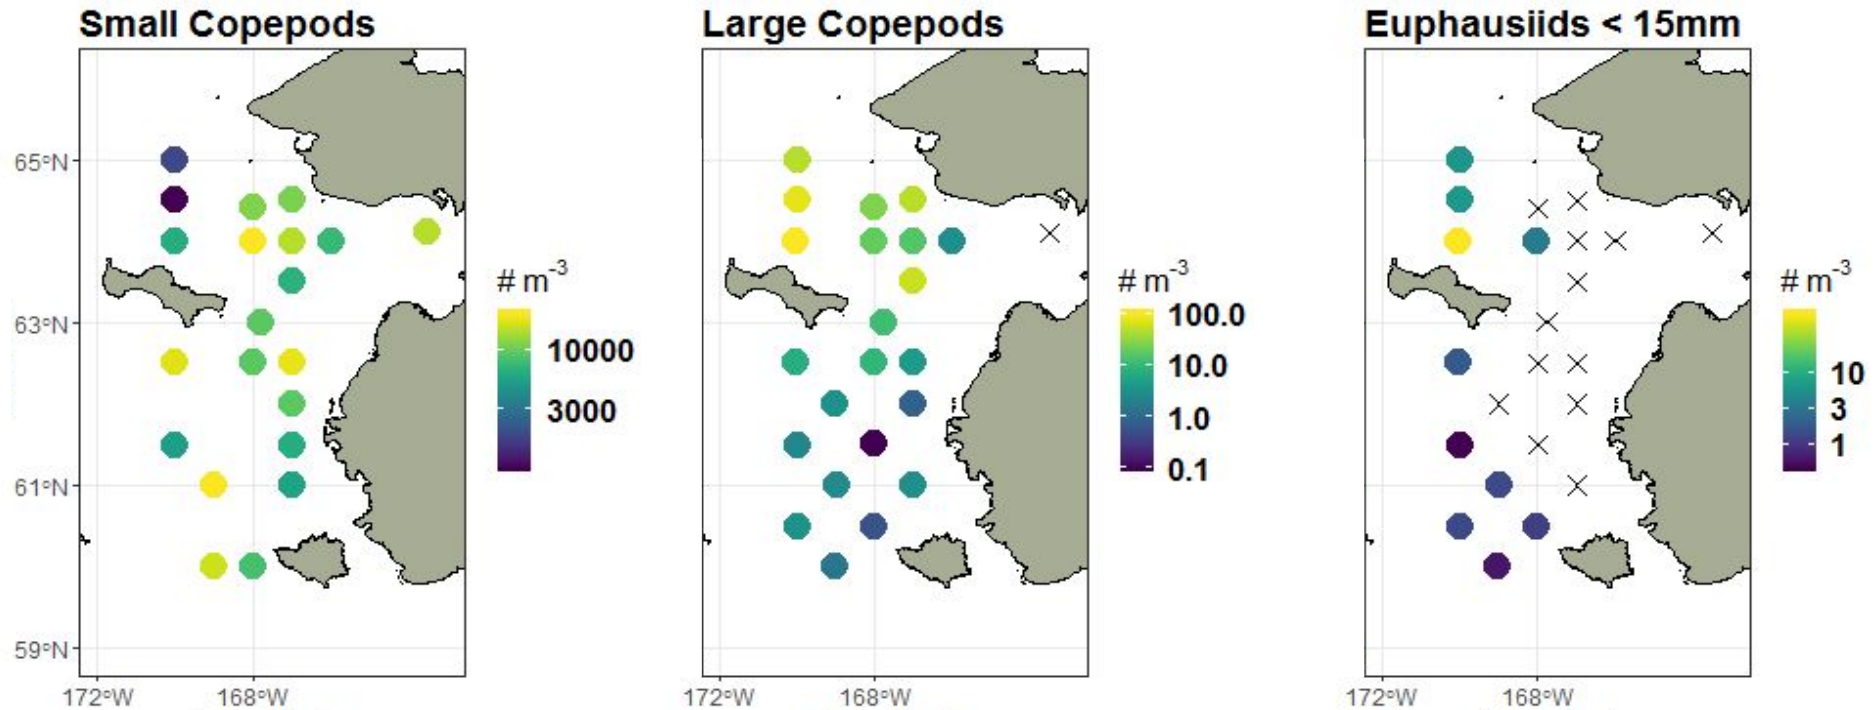 Small Copepods
Large Copepods
Euphausiids < 15mm
65°N
63°N
61°N
59°N
172°W
168°W
# m⁻³
10000
3000
172°W
168°W
# m⁻³
100.0
10.0
1.0
0.1
172°W
168°W
# m⁻³
10
3
1